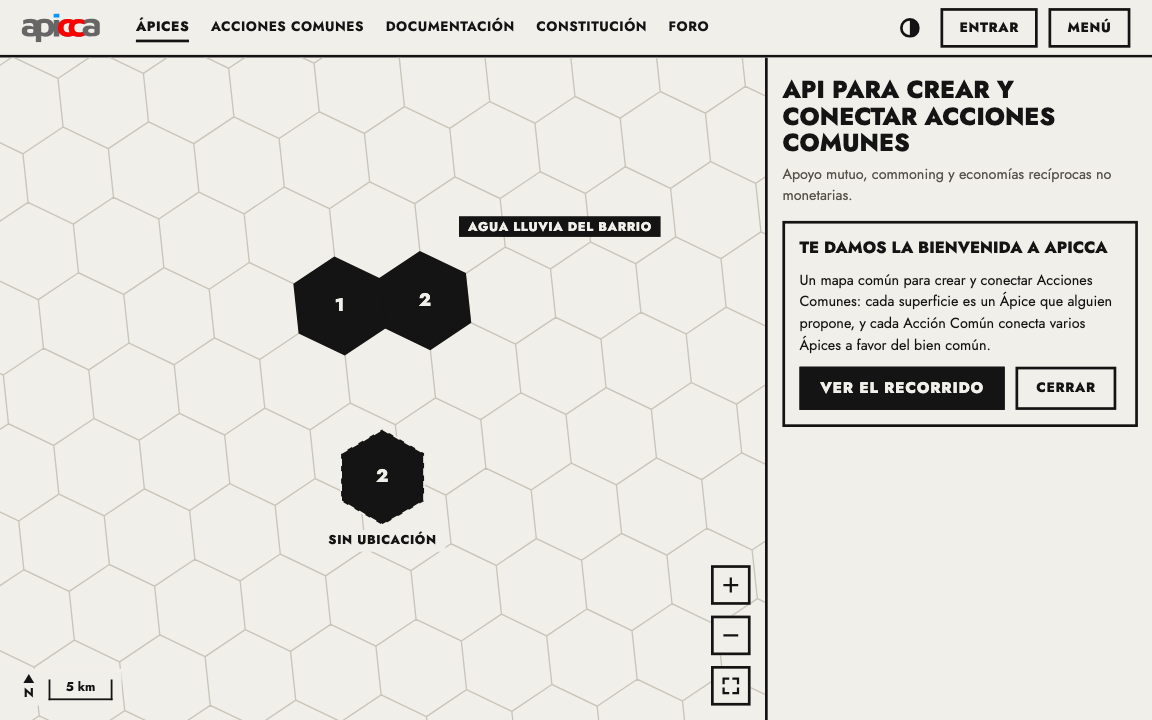 apicca
ÁPICES
ACCIONES COMUNES
DOCUMENTACIÓN
CONSTITUCIÓN
FORO
ENTRAR
MENÚ
AGUA LLUVIA DEL BARRIO
1
2
2
SIN UBICACIÓN
N
5 km
API PARA CREAR Y
CONECTAR ACCIONES
COMUNES
Apoyo mutuo, commoning y economías recíprocas no
monetarias.
TE DAMOS LA BIENVENIDA A APICCA
Un mapa común para crear y conectar Acciones
Comunes: cada superficie es un Ápice que alguien
propone, y cada Acción Común conecta varios
Ápices a favor del bien común.
VER EL RECORRIDO
CERRAR